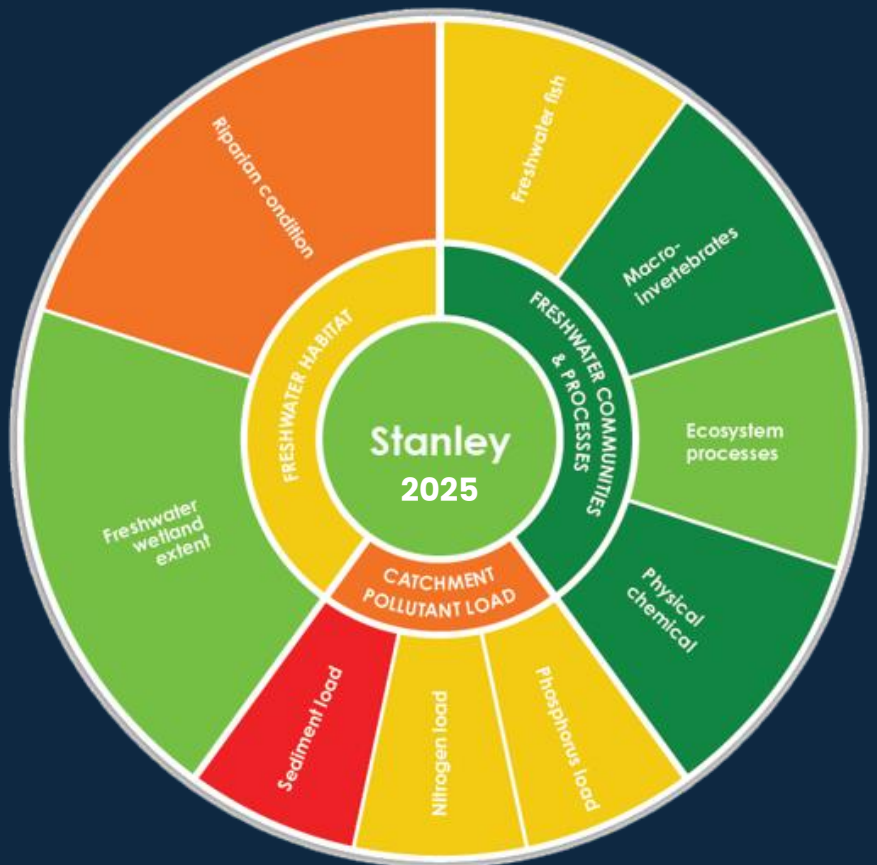 Stanley
2025
FRESHWATER HABITAT
FRESHWATER COMMUNITIES
& PROCESSES
CATCHMENT
POLLUTANT LOAD
Riparian condition
Freshwater fish
Macro-
invertebrates
Ecosystem
processes
Physical
chemical
Phosphorus load
Nitrogen load
Sediment load
Freshwater
wetland
extent